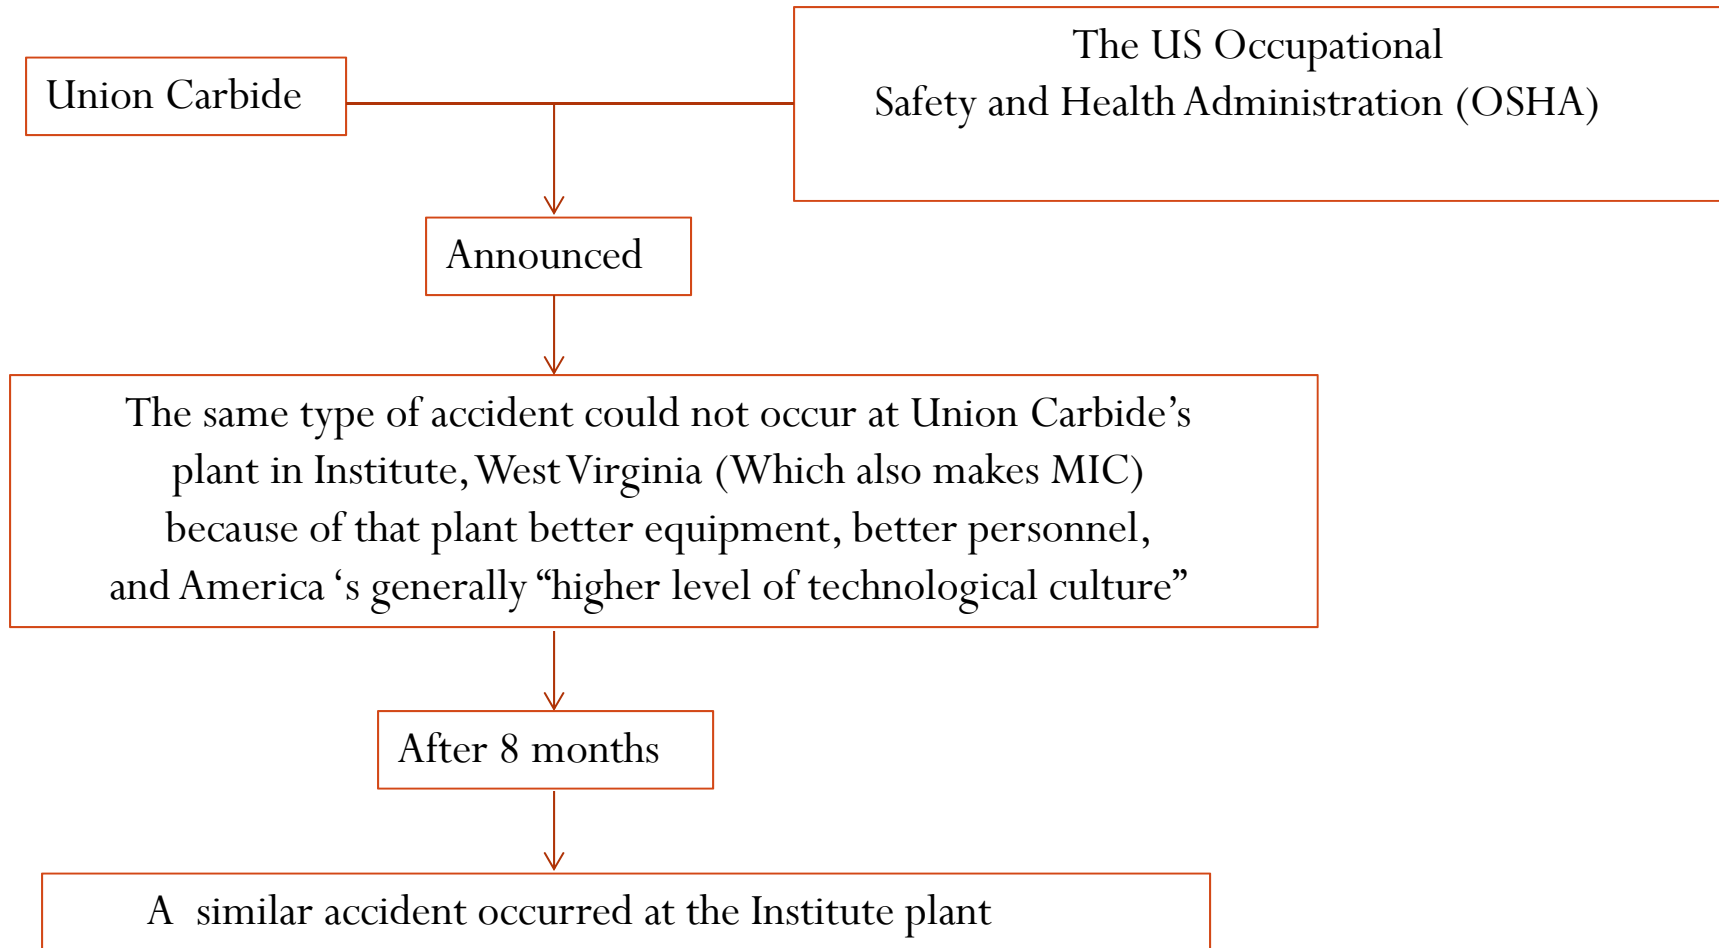 Union Carbide
The US Occupational
Safety and Health Administration (OSHA)
Announced
The same type of accident could not occur at Union Carbide’s
plant in Institute, West Virginia (Which also makes MIC)
because of that plant better equipment, better personnel,
and America ‘s generally “higher level of technological culture”
After 8 months
A similar accident occurred at the Institute plant